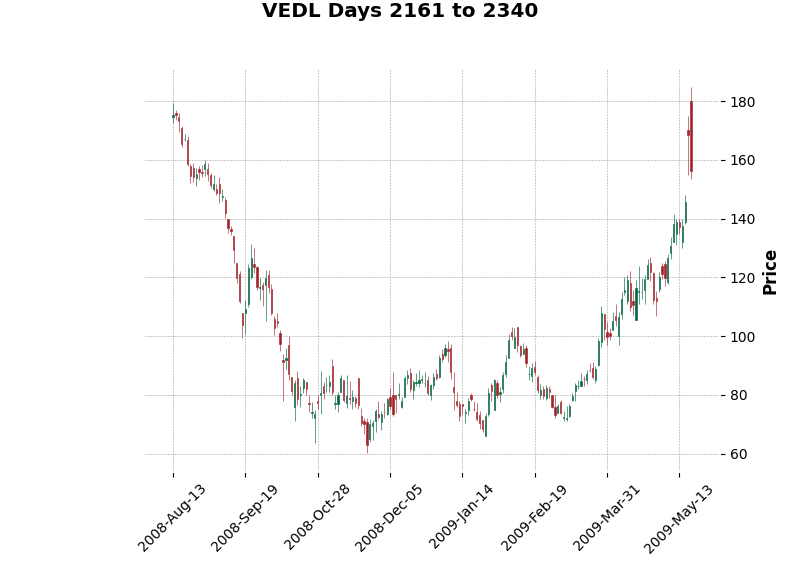 VEDL Days 2161 to 2340
180
160
140
120
100
80
60
Price
2008-Aug-13
2008-Sep-19
2008-Oct-28
2008-Dec-05
2009-Jan-14
2009-Feb-19
2009-Mar-31
2009-May-13